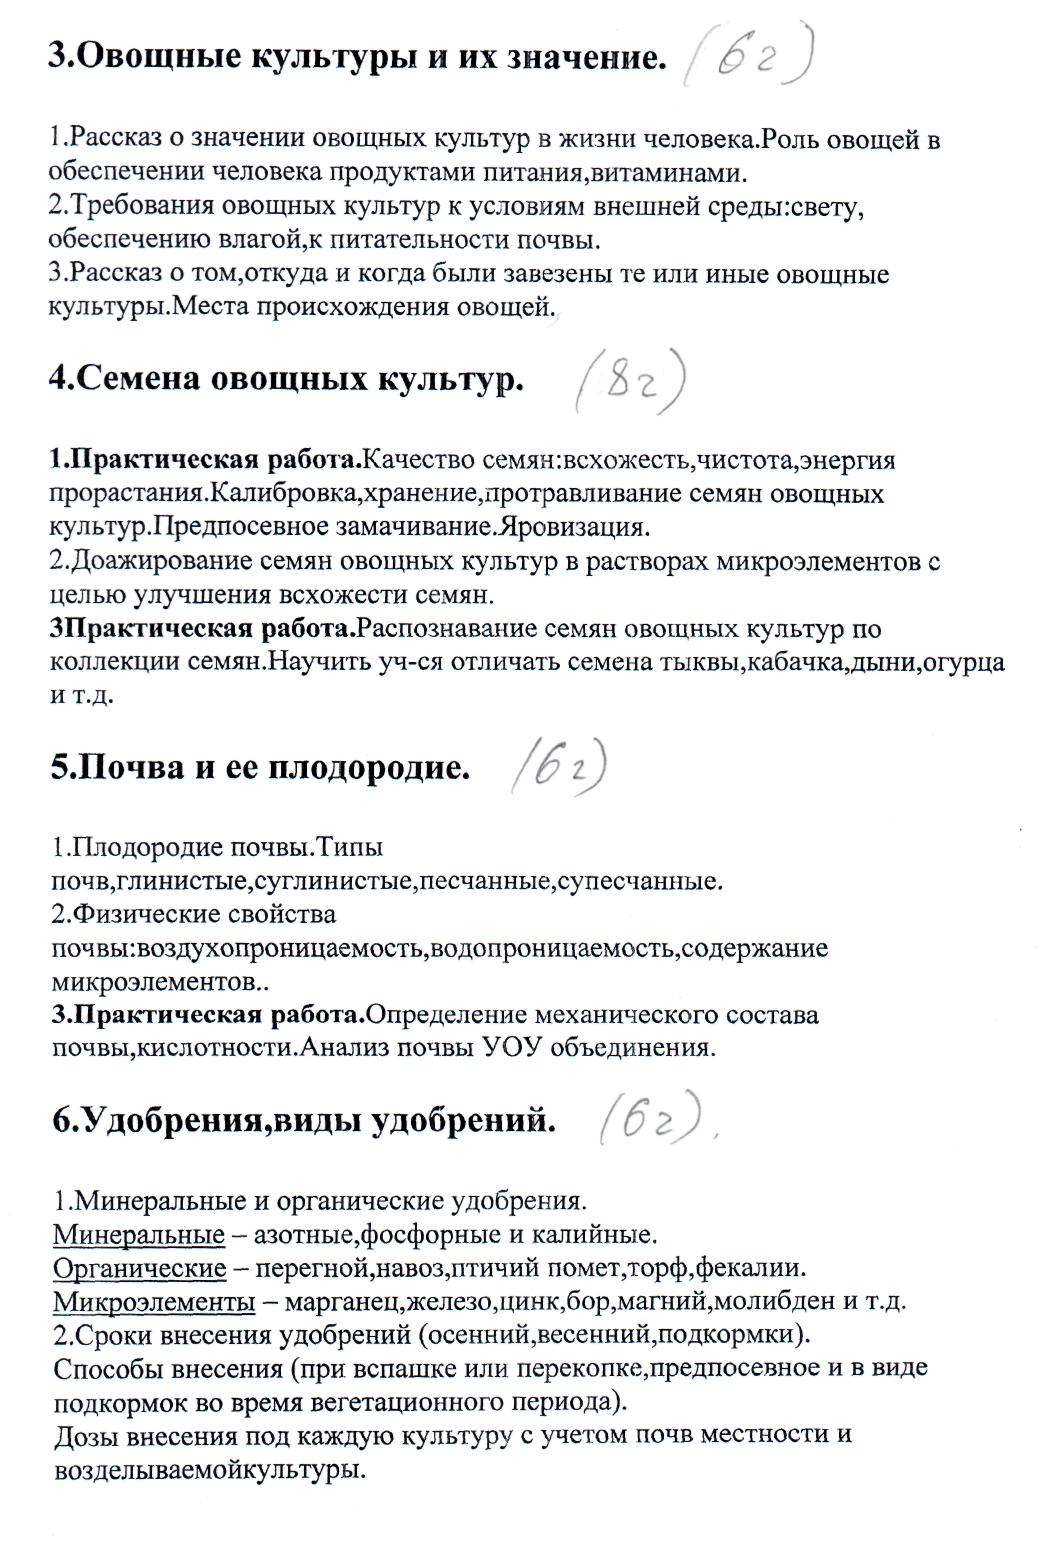 3.Овощные культуры и их значение. (6 г)
1.Рассказ о значении овощных культур в жизни человека.Роль овощей в
обеспечении человека продуктами питания,витаминами.
2.Требования овощных культур к условиям внешней среды:свету,
обеспечению влагой,к питательности почвы.
3.Рассказ о том,откуда и когда были завезены те или иные овощные
культуры.Места происхождения овощей.
4.Семена овощных культур. (8 г)
1.Практическая работа.Качество семян:всхожесть,чистота,энергия
прорастания.Калибровка,хранение,протравливание семян овощных
культур.Предпосевное замачивание.Яровизация.
2.Доажирование семян овощных культур в растворах микроэлементов с
целью улучшения всхожести семян.
3Практическая работа.Распознавание семян овощных культур по
коллекции семян.Научить уч-ся отличать семена тыквы,кабачка,дыни,огурца
и т.д.
5.Почва и ее плодородие. (6 г)
1.Плодородие почвы.Типы
почв,глинистые,суглинистые,песчанные,супесчанные.
2.Физические свойства
почвы:воздухопроницаемость,водопроницаемость,содержание
микроэлементов..
3.Практическая работа.Определение механического состава
почвы,кислотности.Анализ почвы УОУ объединения.
6.Удобрения,виды удобрений. (6 г).
1.Минеральные и органические удобрения.
Минеральные – азотные,фосфорные и калийные.
Органические – перегной,навоз,птичий помет,торф,фекалии.
Микроэлементы – марганец,железо,цинк,бор,магний,молибден и т.д.
2.Сроки внесения удобрений (осенний,весенний,подкормки).
Способы внесения (при вспашке или перекопке,предпосевное и в виде
подкормок во время вегетационного периода).
Дозы внесения под каждую культуру с учетом почв местности и
возделываемойкультуры.